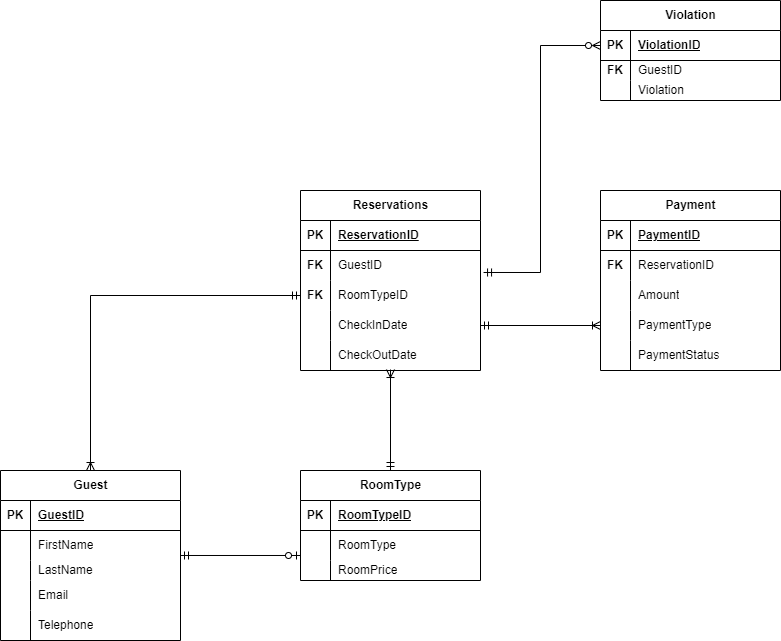 Violation
PK ViolationID
FK GuestID
Violation
Reservations
PK ReservationID
FK GuestID
FK RoomTypeID
CheckInDate
CheckOutDate
Payment
PK PaymentID
FK ReservationID
Amount
PaymentType
PaymentStatus
Guest
PK GuestID
FirstName
LastName
Email
Telephone
RoomType
PK RoomTypeID
RoomType
RoomPrice